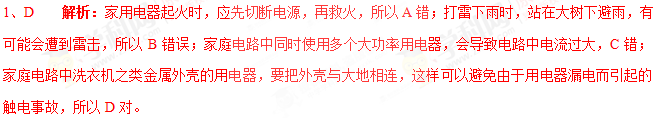 1、D 解析：家用电器起火时，应先切断电源，再救火，所以 A 错；打雷下雨时，站在大树下避雨，有
可能会遭到雷击，所以 B 错误；家庭电路中同时使用多个大功率用电器，会导致电路中电流过大，C 错；
家庭电路中洗衣机之类金属外壳的用电器，要把外壳与大地相连，这样可以避免由于用电器漏电而引起的
触电事故，所以 D 对。